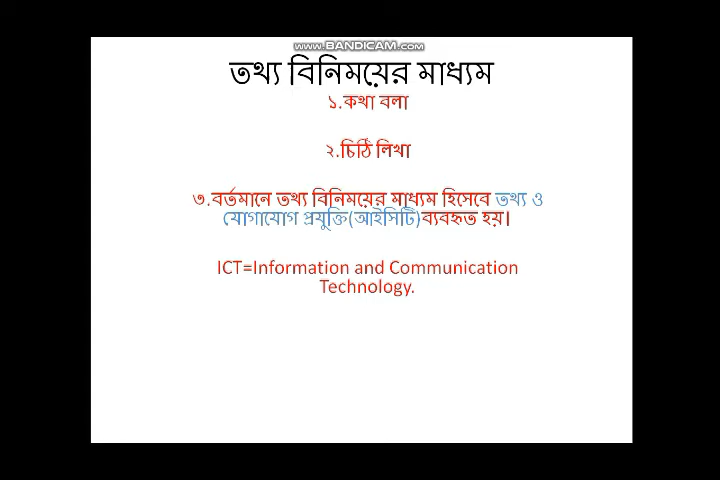 www.BANDICAM.com
তথ্য বিনিময়ের মাধ্যম
১.কথা বলা
২.চিঠি লিখা
৩.বর্তমানে তথ্য বিনিময়ের মাধ্যম হিসেবে তথ্য ও
যোগাযোগ প্রযুক্তি(আইসিটি)ব্যবহৃত হয়।
ICT=Information and Communication
Technology.